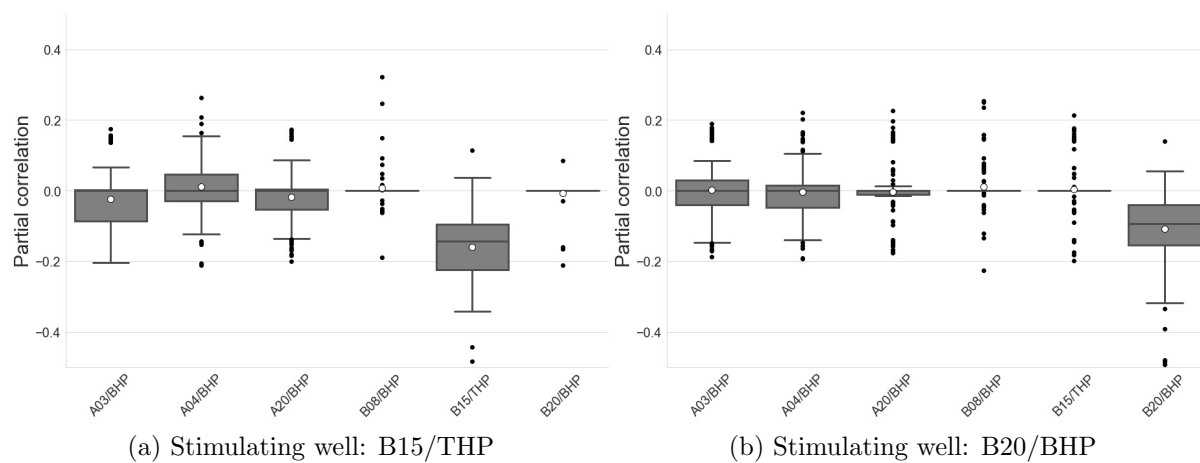 Partial correlation
0.4
0.2
0.0
−0.2
−0.4
A03/BHP
A04/BHP
A20/BHP
B08/BHP
B15/THP
B20/BHP
(a) Stimulating well: B15/THP
Partial correlation
0.4
0.2
0.0
−0.2
−0.4
A03/BHP
A04/BHP
A20/BHP
B08/BHP
B15/THP
B20/BHP
(b) Stimulating well: B20/BHP